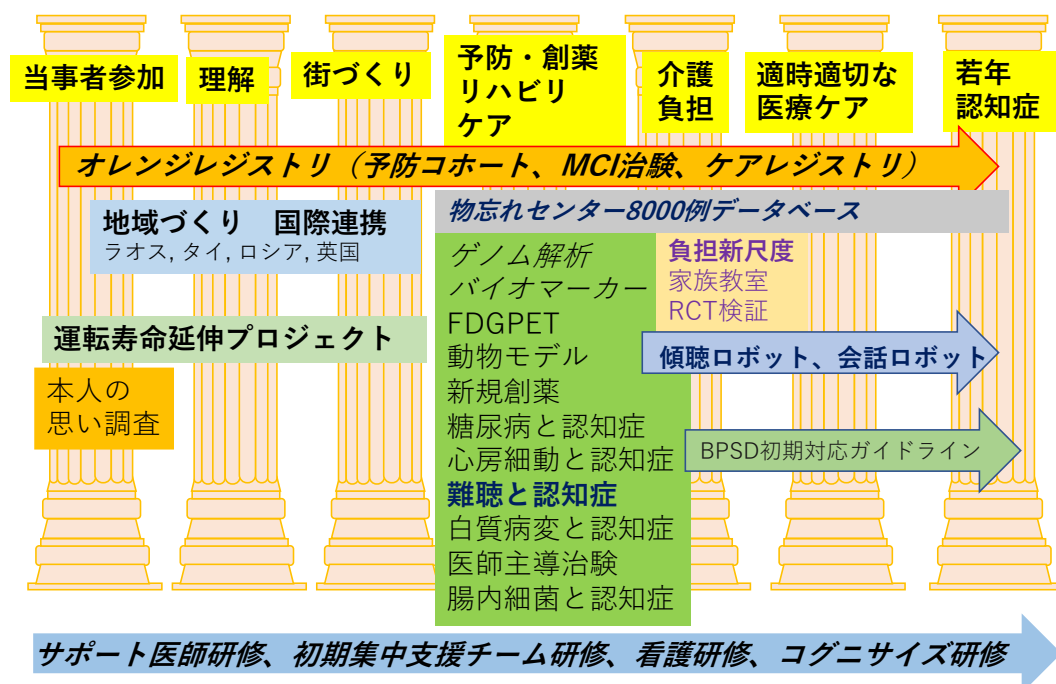 当事者参加
理解
街づくり
予防・創薬
リハビリ
ケア
介護
負担
適時適切な
医療ケア
若年
認知症
オレンジレジストリ（予防コホート、MCI治験、ケアレジストリ）
地域づくり　国際連携
ラオス, タイ, ロシア, 英国
物忘れセンター8000例データベース
ゲノム解析
バイオマーカー
FDGPET
動物モデル
新規創薬
糖尿病と認知症
心房細動と認知症
難聴と認知症
白質病変と認知症
医師主導治験
腸内細菌と認知症
負担新尺度
家族教室
RCT検証
運転寿命延伸プロジェクト
本人の
思い調査
傾聴ロボット、会話ロボット
BPSD初期対応ガイドライン
サポート医師研修、初期集中支援チーム研修、看護研修、コグニサイズ研修